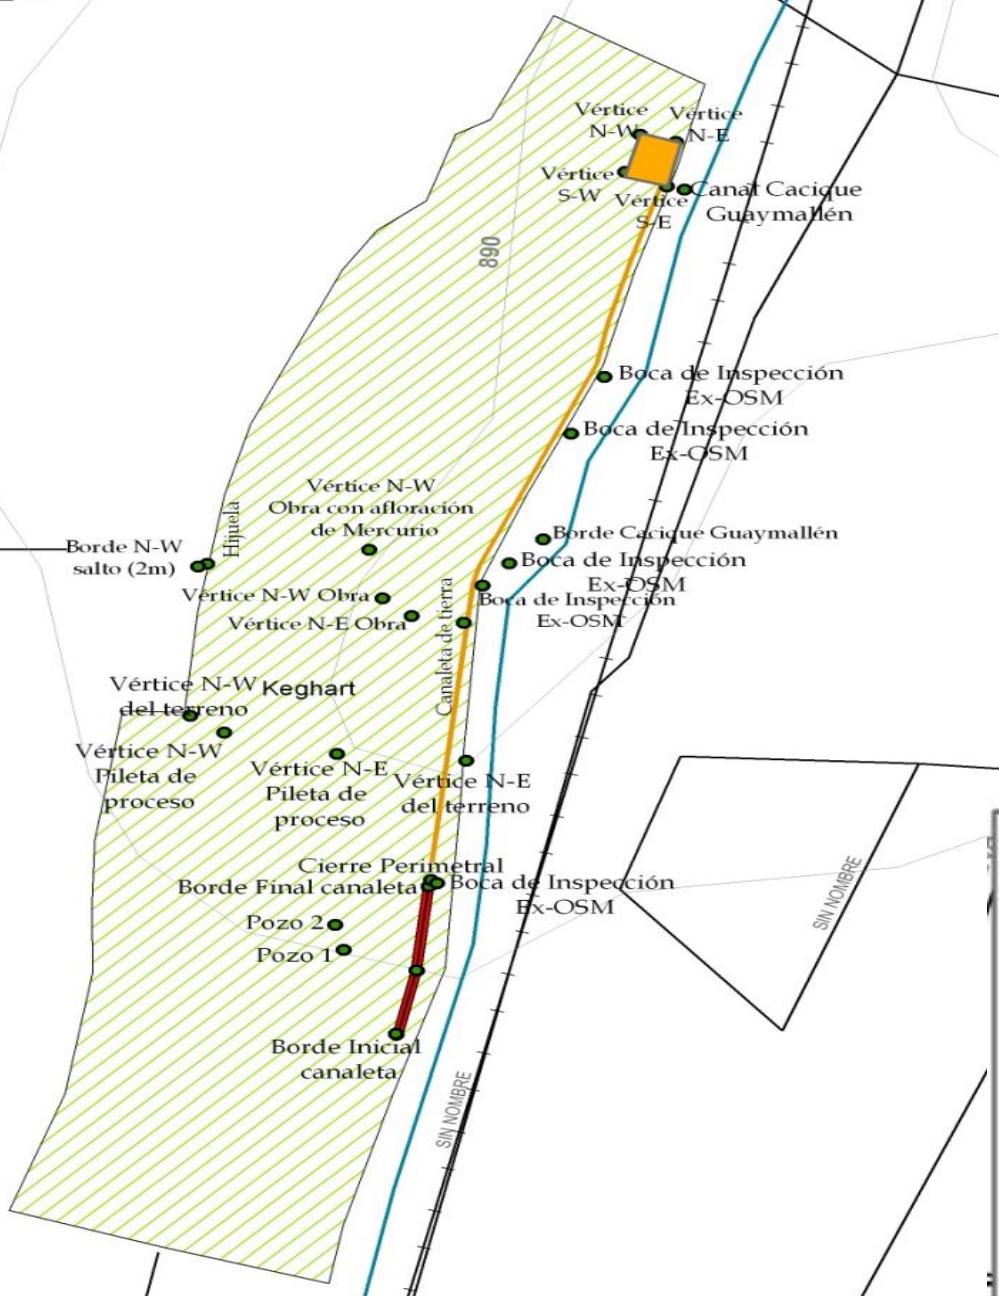 Vértice
N-W
Vértice
N-E
Vértice
S-W
Vértice
S-E
Canal Cacique
Guaymallén
890
Boca de Inspección
Ex-OSM
Boca de Inspección
Ex-OSM
Vértice N-W
Obra con afloración
de Mercurio
Hijuela
Borde N-W
salto (2m)
Borde Cacique Guaymallén
Boca de Inspección
Ex-OSM
Boca de Inspección
Ex-OSM
Vértice N-W Obra
Vértice N-E Obra
Canaleta de tierra
Vértice N-W
del terreno
Keghart
Vértice N-W
Pileta de
proceso
Vértice N-E
Pileta de
proceso
Vértice N-E
del terreno
Cierre Perimetral
Borde Final canaleta
Boca de Inspección
Ex-OSM
Pozo 2
Pozo 1
SIN NOMBRE
Borde Inicial
canaleta
SIN NOMBRE